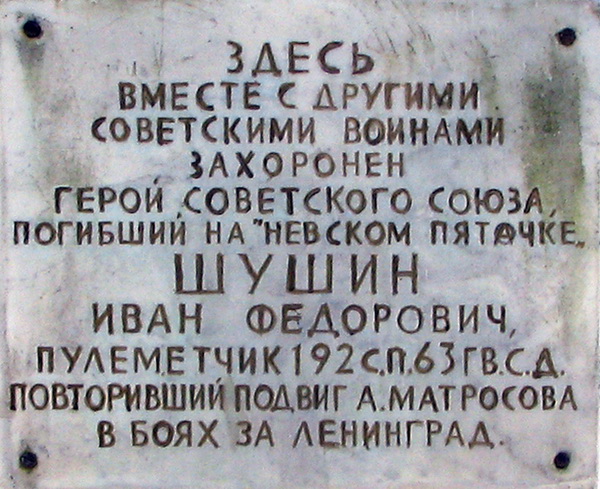 ЗДЕСЬ
ВМЕСТЕ С ДРУГИМИ
СОВЕТСКИМИ ВОИНАМИ
ЗАХОРОНЕН
ГЕРОЙ СОВЕТСКОГО СОЮЗА,
ПОГИБШИЙ НА "НЕВСКОМ ПЯТАЧКЕ„
ШУШИН
ИВАН ФЕДОРОВИЧ,
ПУЛЕМЕТЧИК 192 С.П. 63 ГВ.С.Д.
ПОВТОРИВШИЙ ПОДВИГ А.МАТРОСОВА
В БОЯХ ЗА ЛЕНИНГРАД.